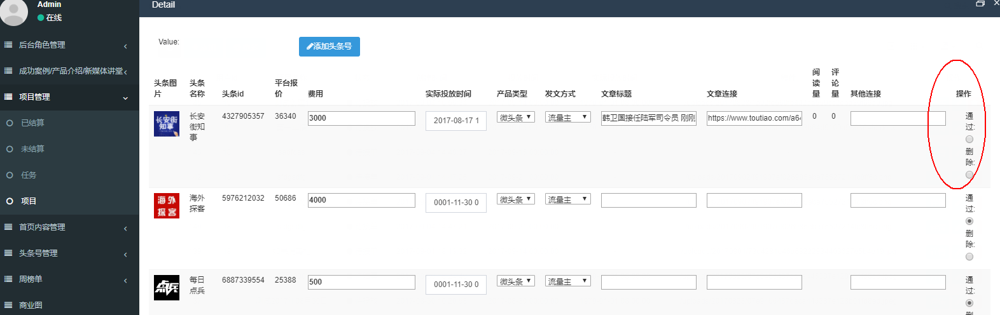 Admin
在线
后台角色管理
成功案例/产品介绍/新媒体讲堂
项目管理
已结算
未结算
任务
项目
首页内容管理
头条号管理
周榜单
商业图
Detail
Value:
添加头条号
头条图片
头条名称
头条id
平台报价
费用
实际投放时间
产品类型
发文方式
文章标题
文章连接
阅读量
评论量
其他连接
操作
长安街知事
长安街知事
4327905357
36340
3000
2017-08-17 1
微头条
流量主
韩卫国接任陆军司令员 刚刚
https://www.toutiao.com/a64
0
0
通过:
删除:
海外探客
海外探客
5976212032
50686
4000
0001-11-30 0
微头条
流量主
通过:
删除:
点兵
每日点兵
6887339554
25388
500
0001-11-30 0
微头条
流量主
通过: